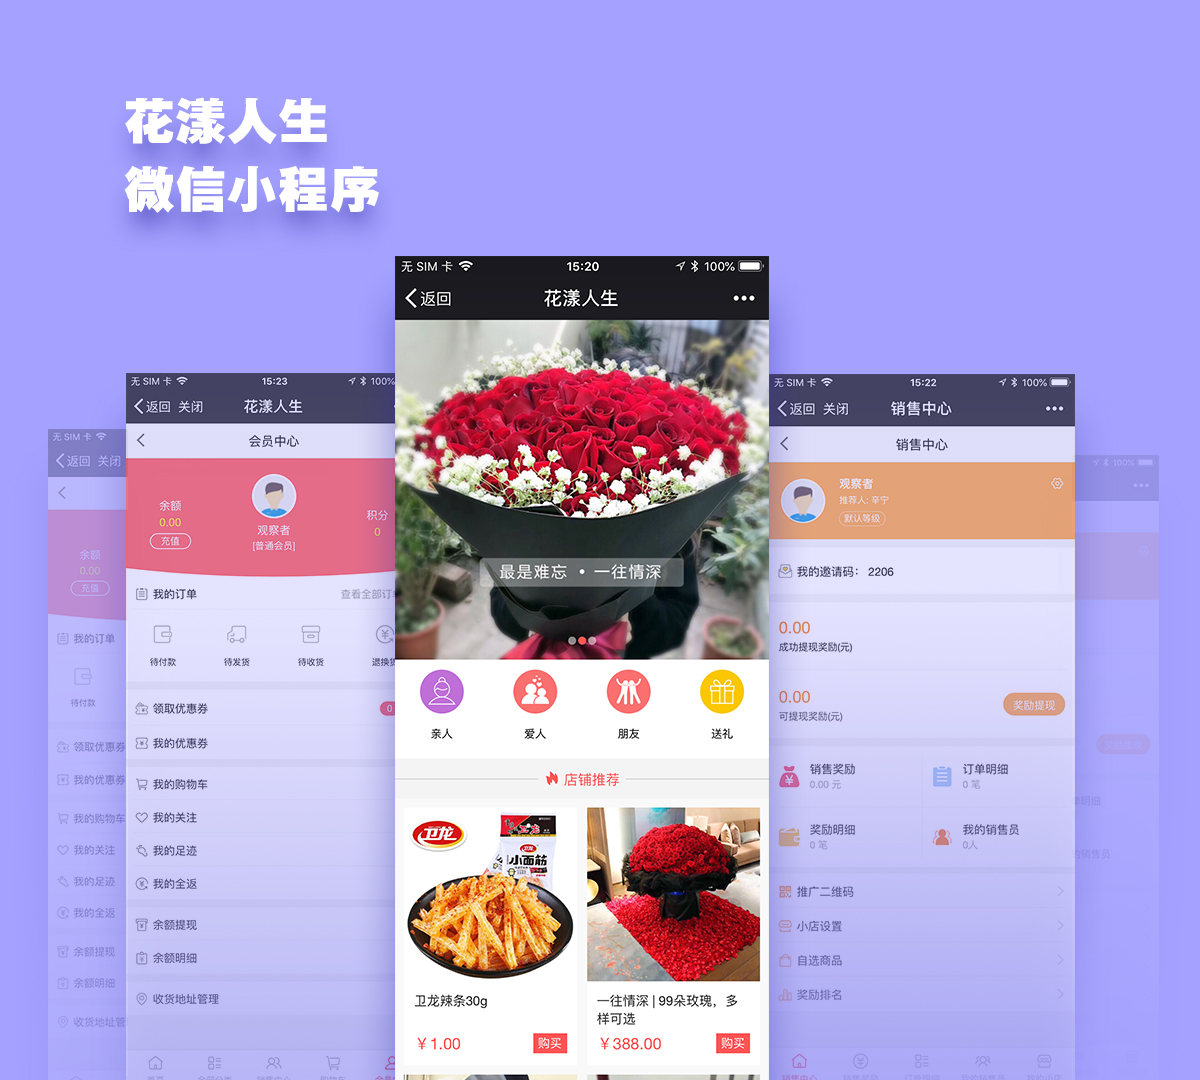 花漾人生
微信小程序
无 SIM 卡
15:20
100%
返回
花漾人生
最是难忘 • 一往情深
亲人
爱人
朋友
送礼
店铺推荐
卫龙
卫龙
小面筋
卫龙辣条30g
¥ 1.00
购买
一往情深 | 99朵玫瑰，多
样可选
¥ 388.00
购买
无 SIM 卡
15:23
100%
返回 关闭
花漾人生
会员中心
余额
0.00
充值
观察者
[普通会员]
积分
0
我的订单
查看全部订
待付款
待发货
待收货
退换货
领取优惠券
0
我的优惠券
我的购物车
我的关注
我的足迹
我的全返
余额提现
余额明细
收货地址管理
无 SIM 卡
15:22
100%
返回 关闭
销售中心
销售中心
观察者
推荐人: 辛宁
默认等级
我的邀请码： 2206
0.00
成功提现奖励(元)
0.00
可提现奖励(元)
奖励提现
销售奖励
0.00 元
订单明细
0 笔
奖励明细
0 笔
我的销售员
0人
推广二维码
小店设置
自选商品
奖励排名
无 SIM 卡
返回 关闭
余额
0.00
充值
我的订单
待付款
领取优惠券
我的优惠券
我的购物车
我的关注
我的足迹
我的全返
余额提现
余额明细
收货地址管
100%
单明细
的销售员